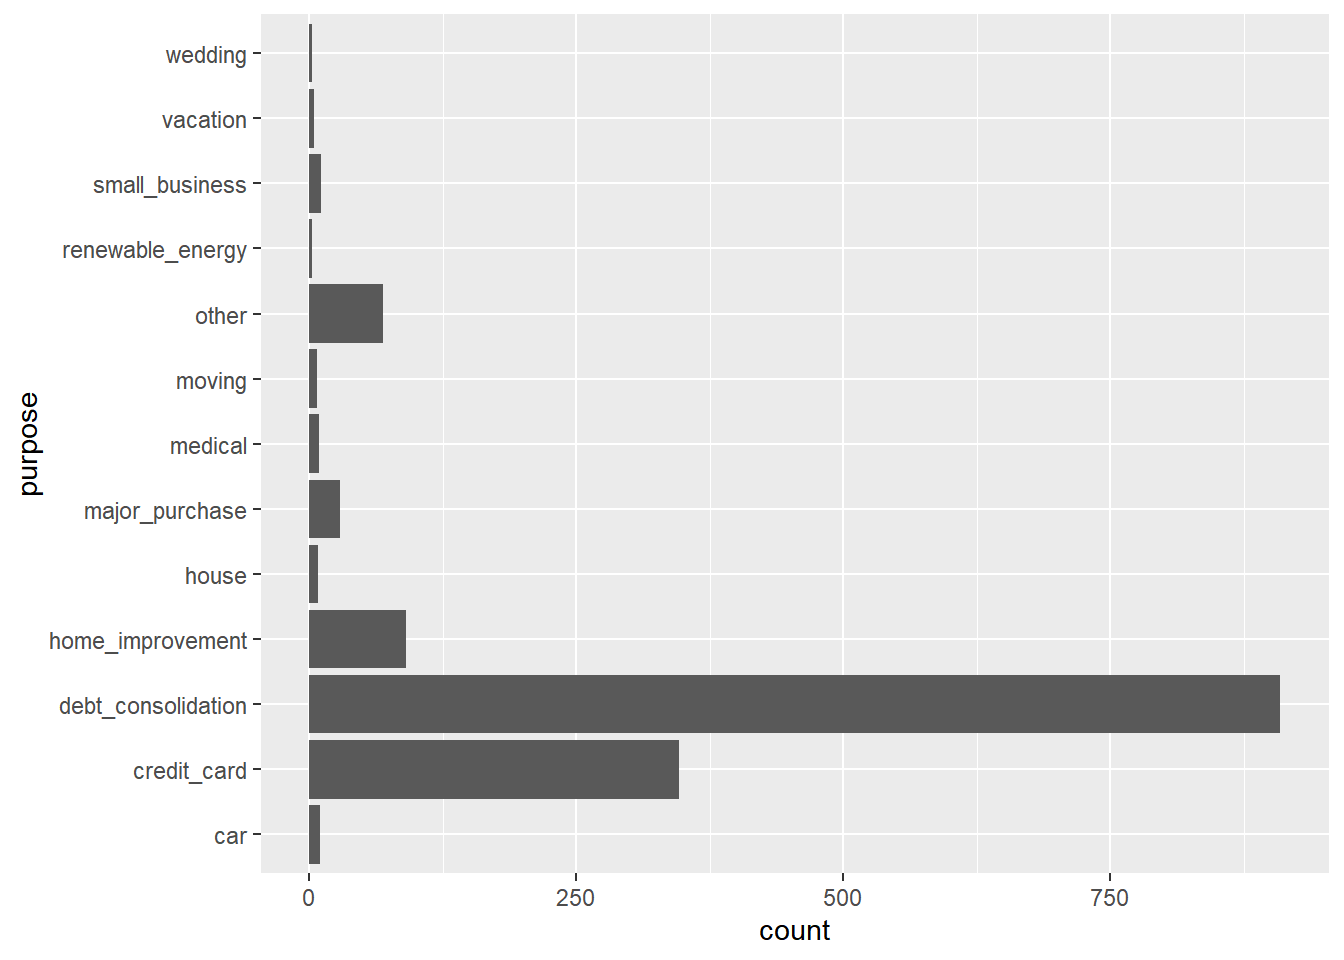 wedding
vacation
small_business
renewable_energy
other
moving
medical
major_purchase
house
home_improvement
debt_consolidation
credit_card
car
purpose
0 250 500 750
count